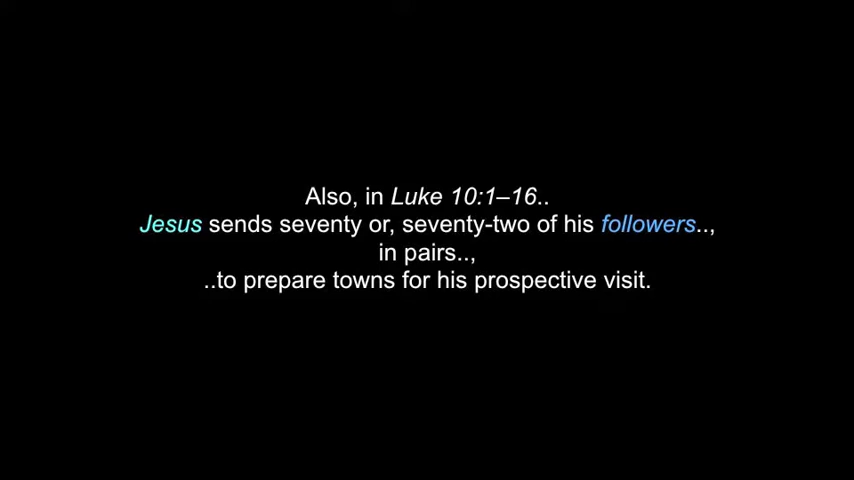 Also, in Luke 10:1–16..
Jesus sends seventy or, seventy-two of his followers..,
in pairs..,
..to prepare towns for his prospective visit.